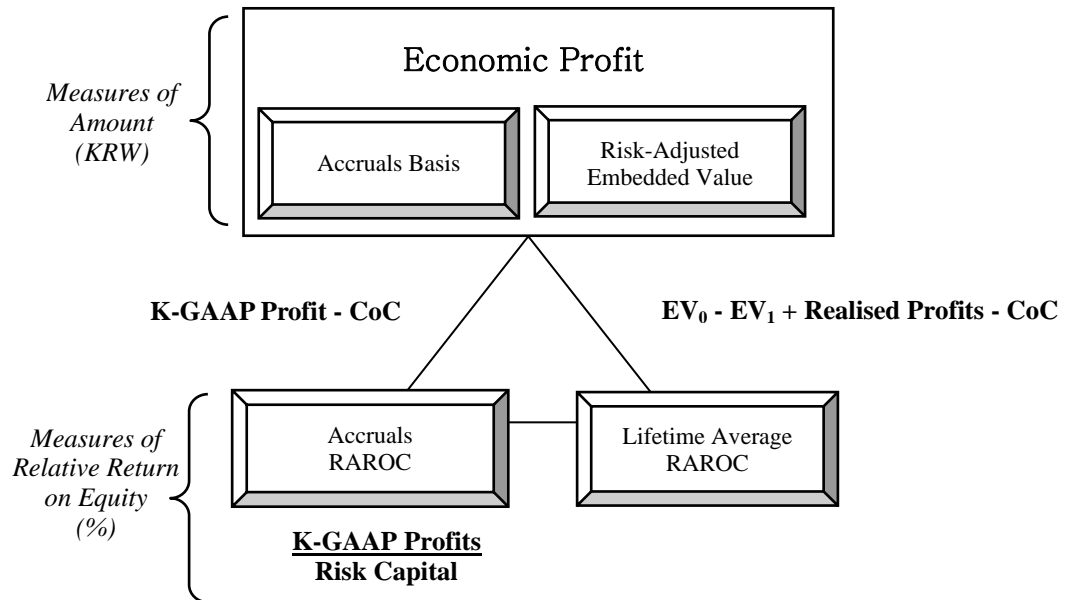 Economic Profit
Measures of
Amount
(KRW)
Accruals Basis
Risk-Adjusted
Embedded Value
K-GAAP Profit - CoC
EV₀ - EV₁ + Realised Profits - CoC
Measures of
Relative Return
on Equity
(%)
Accruals
RAROC
Lifetime Average
RAROC
K-GAAP Profits
Risk Capital